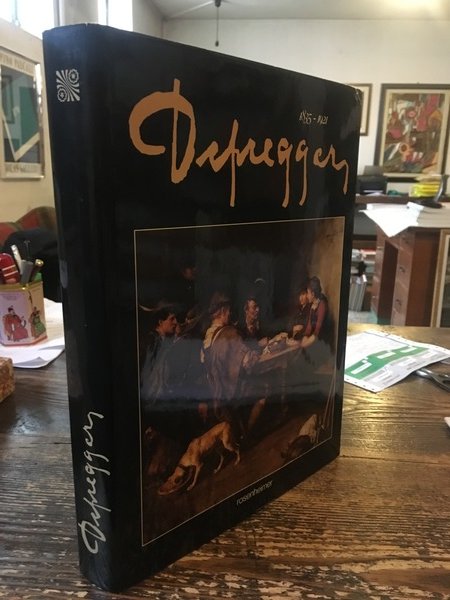 Defregger
1835 - 1921
rosenheimer
Defregger